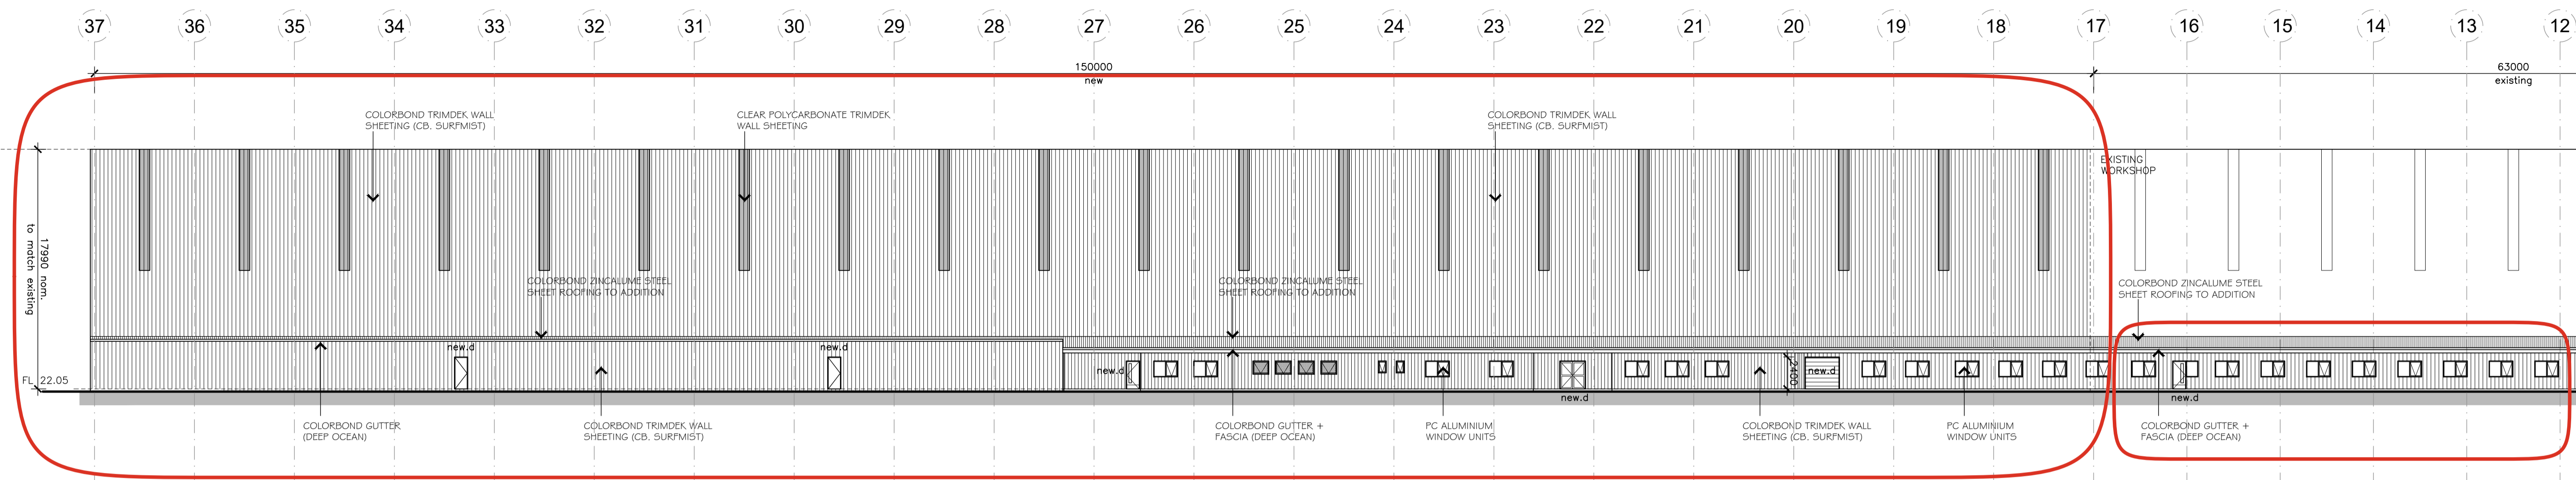 37 36 35 34 33 32 31 30 29 28 27 26 25 24 23 22 21 20 19 18 17 16 15 14 13 12
150000
new
63000
existing
COLORBOND TRIMDEK WALL
SHEETING (CB. SURFMIST)
CLEAR POLYCARBONATE TRIMDEK
WALL SHEETING
COLORBOND TRIMDEK WALL
SHEETING (CB. SURFMIST)
EXISTING
WORKSHOP
17990 nom.
to match existing
COLORBOND ZINCALUME STEEL
SHEET ROOFING TO ADDITION
COLORBOND ZINCALUME STEEL
SHEET ROOFING TO ADDITION
COLORBOND ZINCALUME STEEL
SHEET ROOFING TO ADDITION
new.d
new.d
new.d
2400
new.d
FL 22.05
new.d
new.d
COLORBOND GUTTER
(DEEP OCEAN)
COLORBOND TRIMDEK WALL
SHEETING (CB. SURFMIST)
COLORBOND GUTTER +
FASCIA (DEEP OCEAN)
PC ALUMINIUM
WINDOW UNITS
COLORBOND TRIMDEK WALL
SHEETING (CB. SURFMIST)
PC ALUMINIUM
WINDOW UNITS
COLORBOND GUTTER +
FASCIA (DEEP OCEAN)